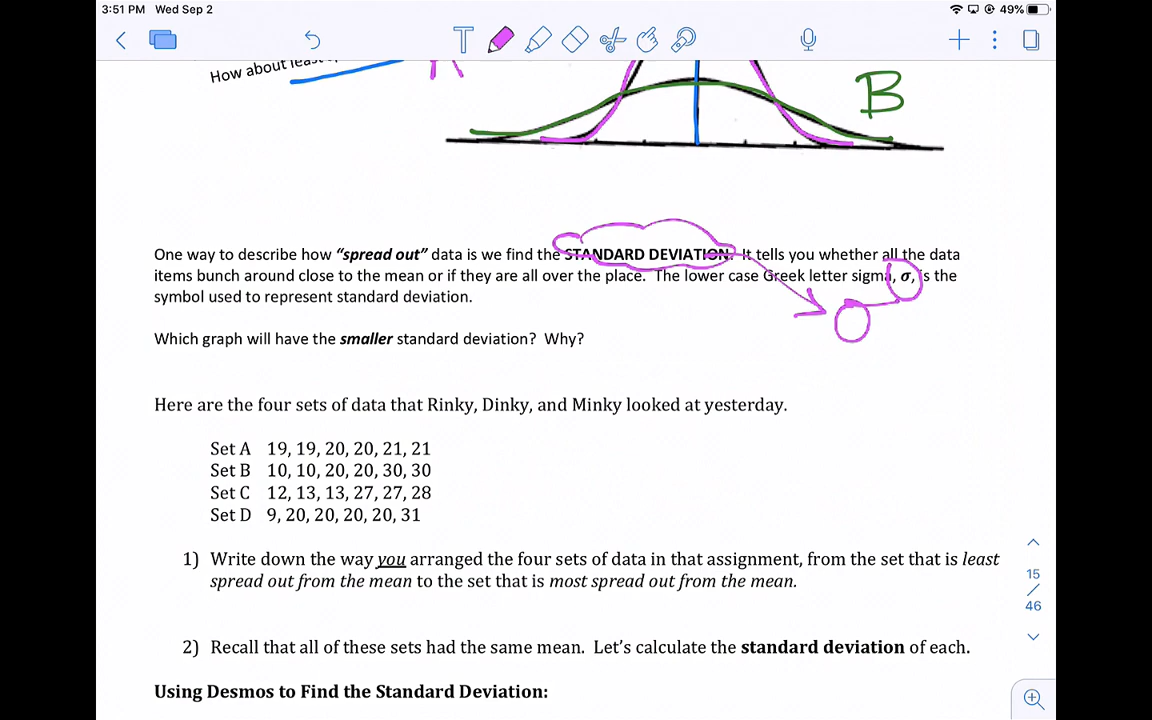 3:51 PM Wed Sep 2
49%
T
How about least
B
One way to describe how “spread out” data is we find the STANDARD DEVIATION. It tells you whether all the data
items bunch around close to the mean or if they are all over the place. The lower case Greek letter sigma, σ, is the
symbol used to represent standard deviation.
Which graph will have the smaller standard deviation? Why?
σ
Here are the four sets of data that Rinky, Dinky, and Minky looked at yesterday.
Set A 19, 19, 20, 20, 21, 21
Set B 10, 10, 20, 20, 30, 30
Set C 12, 13, 13, 27, 27, 28
Set D 9, 20, 20, 20, 20, 31
1) Write down the way you arranged the four sets of data in that assignment, from the set that is least
spread out from the mean to the set that is most spread out from the mean.
15
/
46
2) Recall that all of these sets had the same mean. Let’s calculate the standard deviation of each.
Using Desmos to Find the Standard Deviation: